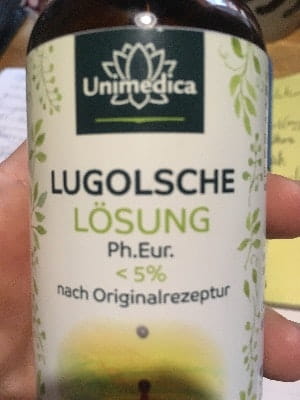 Unimedica
LUGOLSCHE
LÖSUNG
Ph.Eur.
< 5%
nach Originalrezeptur